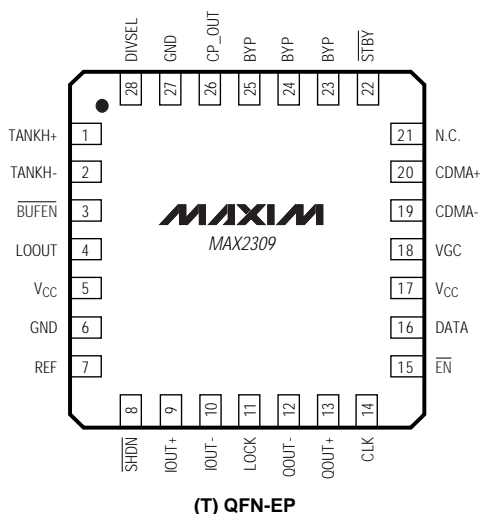 DIVSEL GND CP_OUT BYP BYP BYP STBY
28 27 26 25 24 23 22
TANKH+ 1 21 N.C.
TANKH- 2 20 CDMA+
BUFEN 3 19 CDMA-
MAXIM
MAX2309
LOOUT 4 18 VGC
VCC 5 17 VCC
GND 6 16 DATA
REF 7 15 EN
8 9 10 11 12 13 14
SHDN IOUT+ IOUT- LOCK QOUT- QOUT+ CLK
(T) QFN-EP